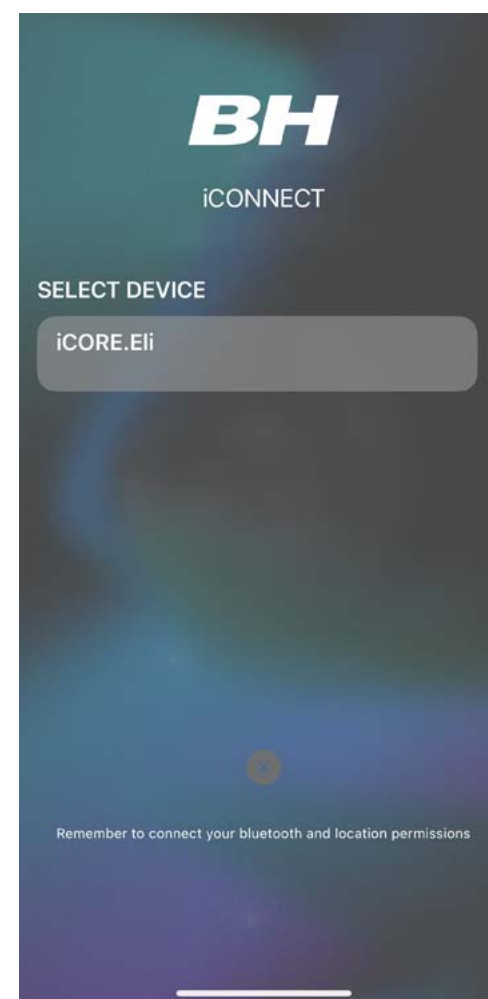 BH
iCONNECT
SELECT DEVICE
iCORE.Eli
Remember to connect your bluetooth and location permissions